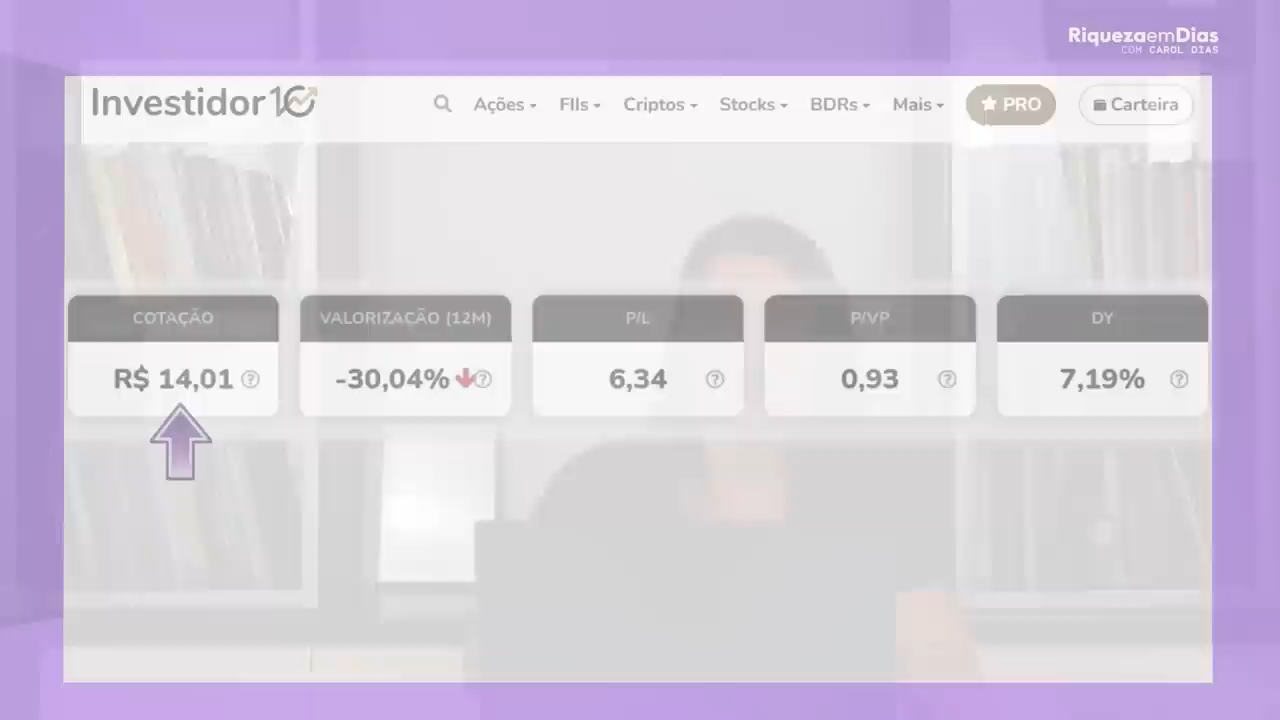 RiquezaemDias
COM CAROL DIAS
Investidor10
Ações FIIs Criptos Stocks BDRs Mais PRO Carteira
COTAÇÃO VALORIZAÇÃO (12M) P/L P/VP DY
R$ 14,01 -30,04% 6,34 0,93 7,19%